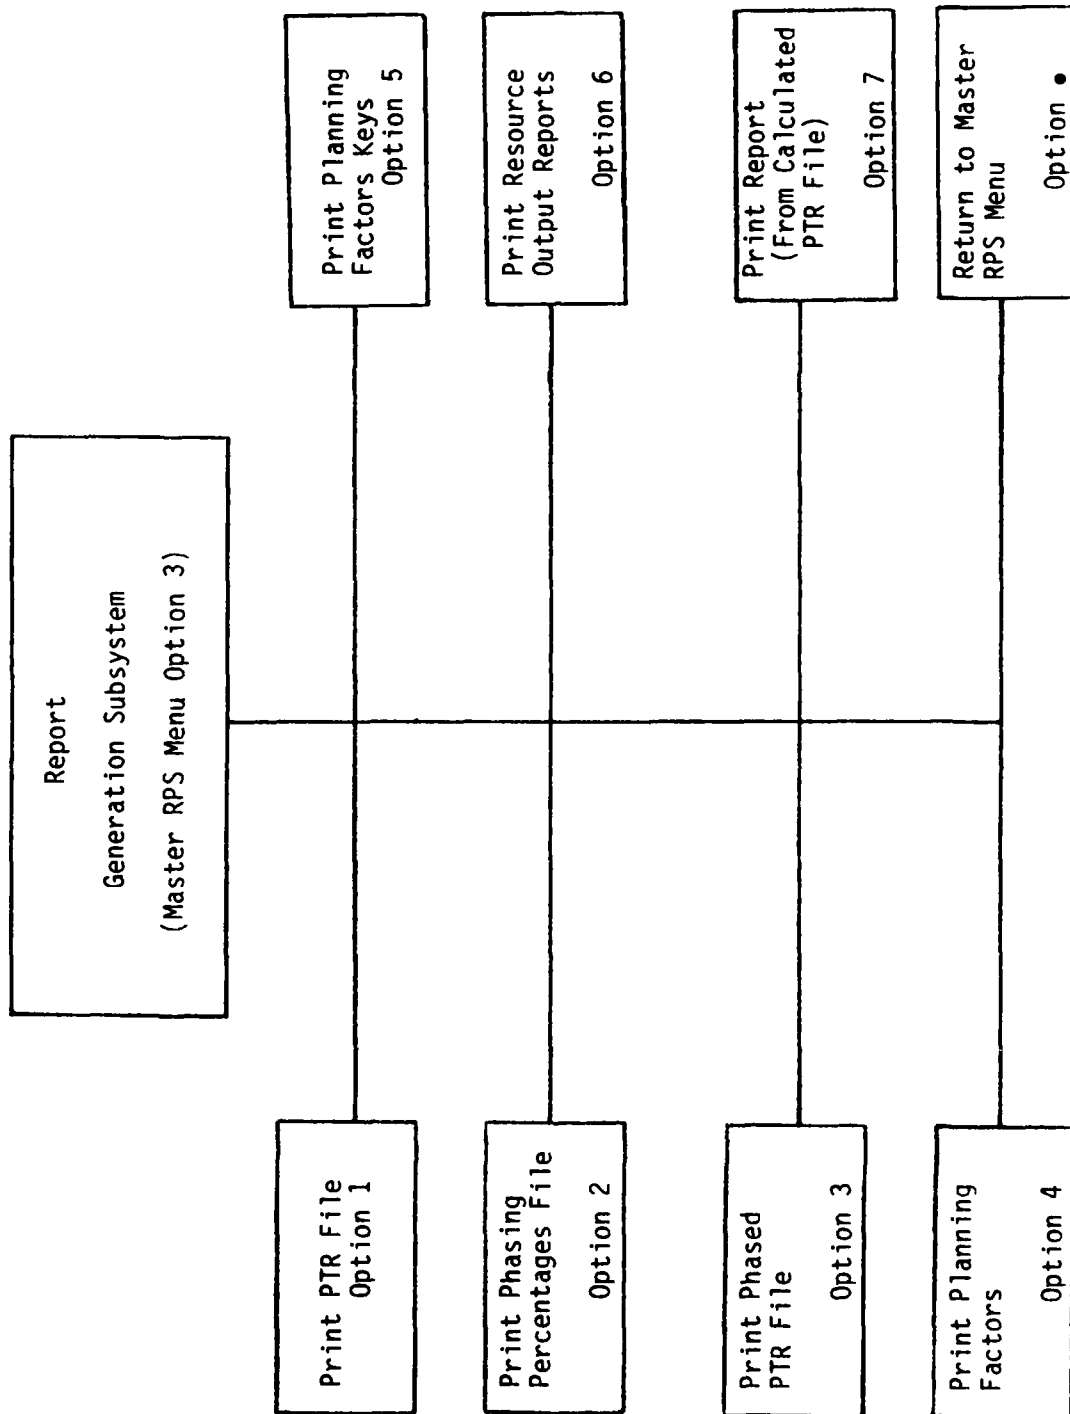 Report
Generation Subsystem
(Master RPS Menu Option 3)
Print PTR File
Option 1
Print Planning
Factors Keys
Option 5
Print Phasing
Percentages File
Option 2
Print Resource
Output Reports
Option 6
Print Phased
PTR File
Option 3
Print Report
(From Calculated
PTR File)
Option 7
Print Planning
Factors
Option 4
Return to Master
RPS Menu
Option •